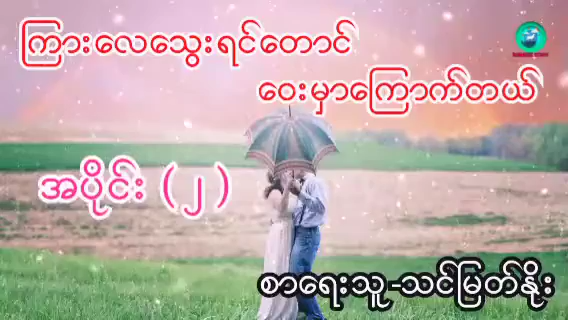 ကြားလေသွေးရင်တောင်
ဝေးမှာကြောက်တယ်
အပိုင်း (၂)
စာရေးသူ-သင်မြတ်နိုး